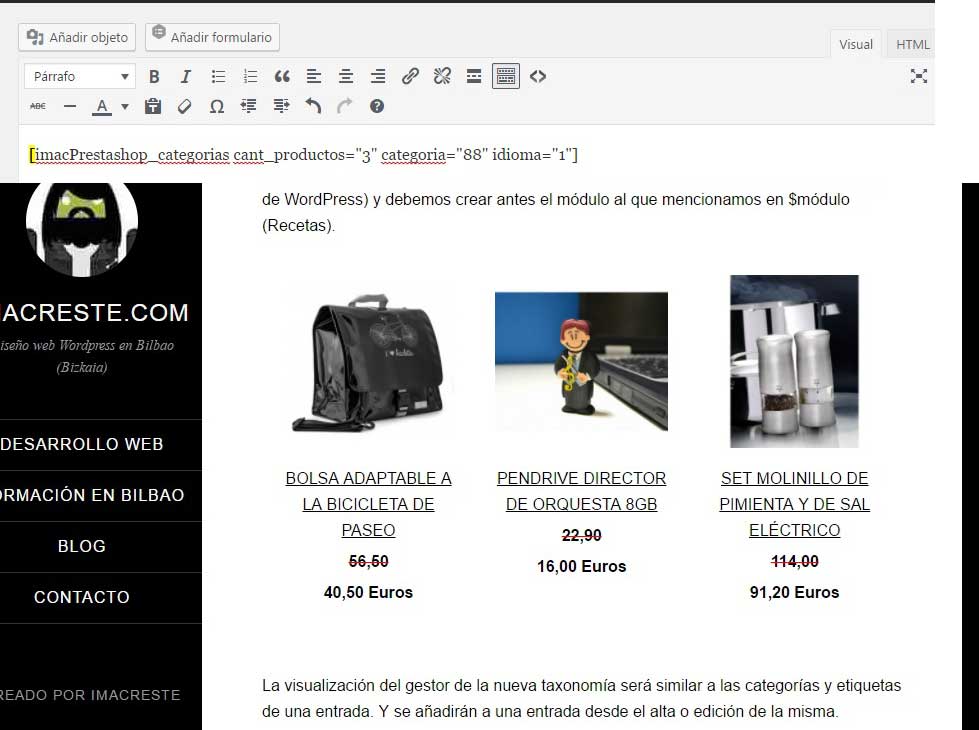 Añadir objeto
Añadir formulario
Visual
HTML
Párrafo
ABC
[imacPrestashop_categorias cant_productos="3" categoria="88" idioma="1"]
ACRESTE.COM
iseño web Wordpress en Bilbao
(Bizkaia)
DESARROLLO WEB
ORMACIÓN EN BILBAO
BLOG
CONTACTO
READO POR IMACRESTE
de WordPress) y debemos crear antes el módulo al que mencionamos en $módulo
(Recetas).
BOLSA ADAPTABLE A
LA BICICLETA DE
PASEO
56,50
40,50 Euros
PENDRIVE DIRECTOR
DE ORQUESTA 8GB
22,90
16,00 Euros
SET MOLINILLO DE
PIMIENTA Y DE SAL
ELÉCTRICO
114,00
91,20 Euros
La visualización del gestor de la nueva taxonomía será similar a las categorías y etiquetas
de una entrada. Y se añadirán a una entrada desde el alta o edición de la misma.